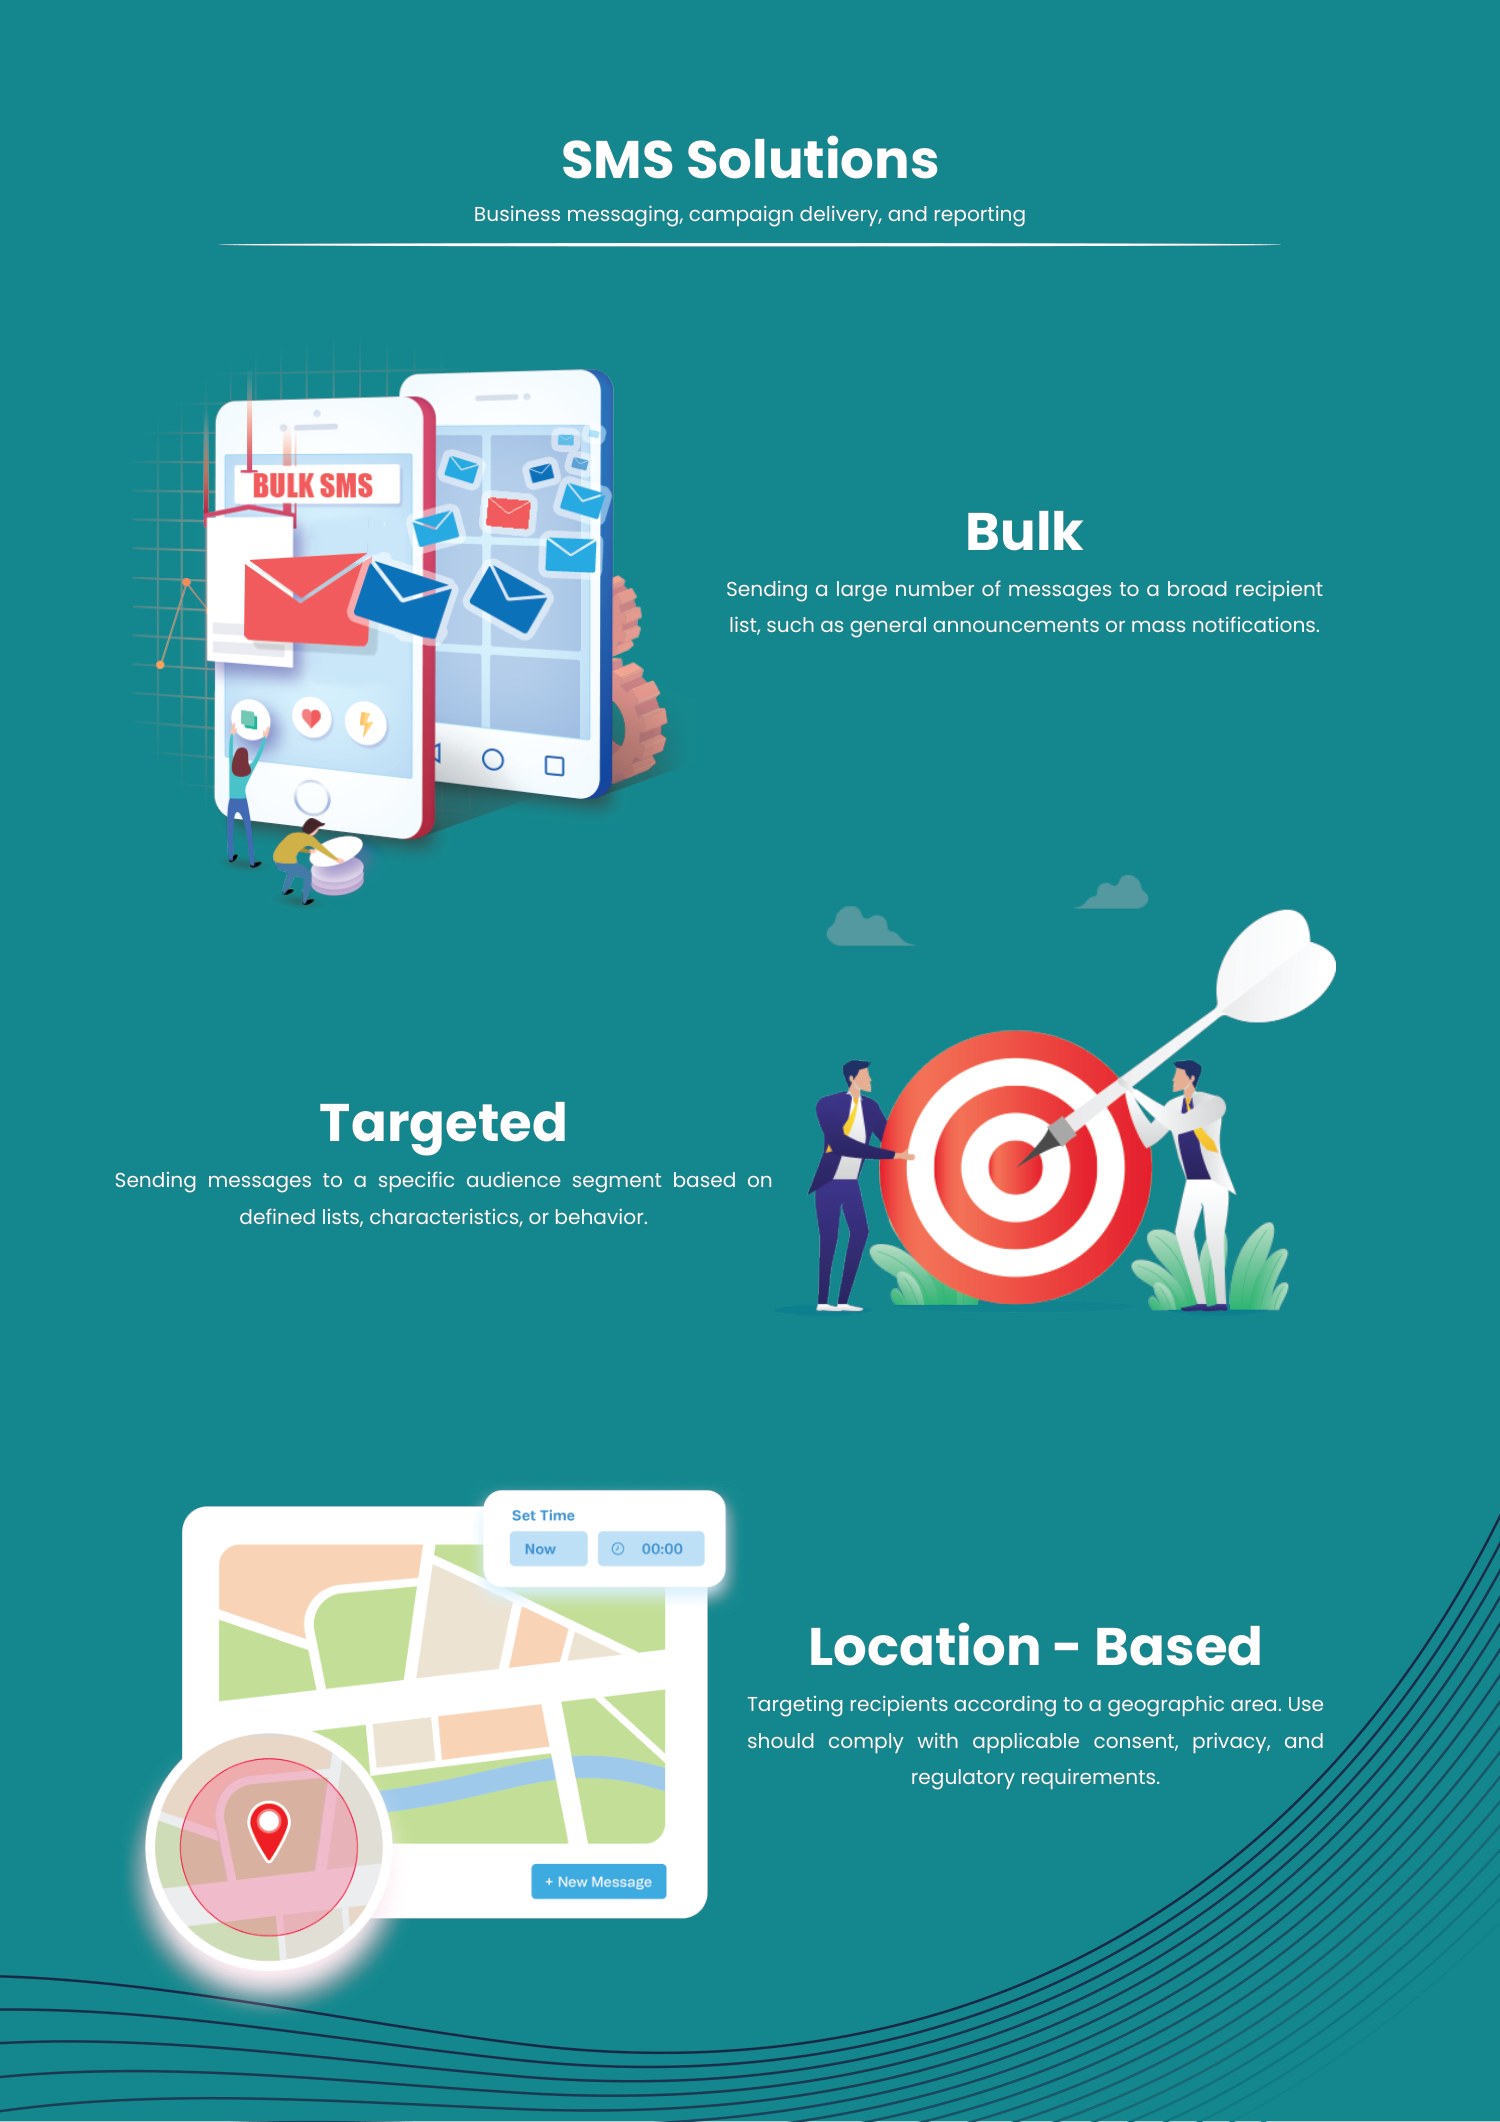 SMS Solutions
Business messaging, campaign delivery, and reporting
BULK SMS
Bulk
Sending a large number of messages to a broad recipient
list, such as general announcements or mass notifications.
Targeted
Sending messages to a specific audience segment based on
defined lists, characteristics, or behavior.
Set Time
Now
00:00
Location - Based
Targeting recipients according to a geographic area. Use
should comply with applicable consent, privacy, and
regulatory requirements.
+ New Message